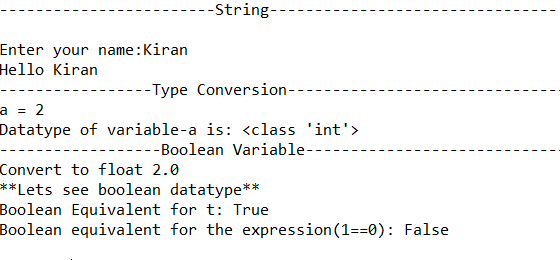 ------------------------String--------------------------------
Enter your name:Kiran
Hello Kiran
-----------------Type Conversion------------------------------
a = 2
Datatype of variable-a is: <class 'int'>
------------------Boolean Variable----------------------------
Convert to float 2.0
**Lets see boolean datatype**
Boolean Equivalent for t: True
Boolean equivalent for the expression(1==0): False